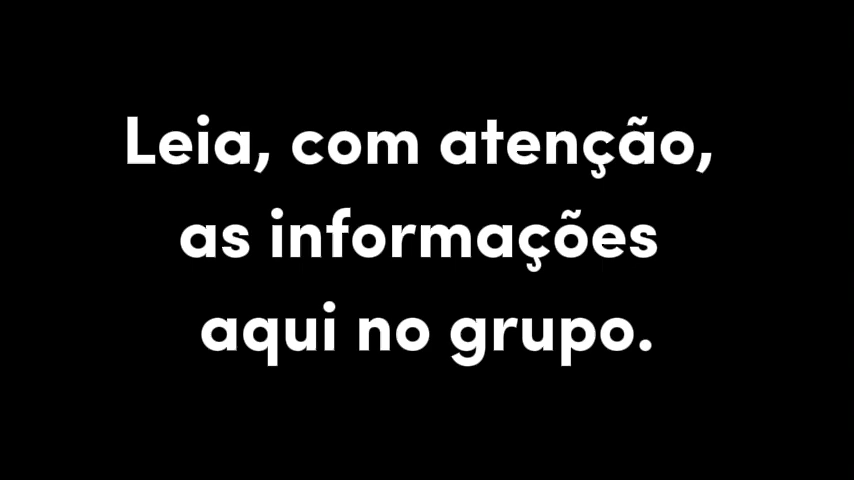 Leia, com atenção,
as informações
aqui no grupo.